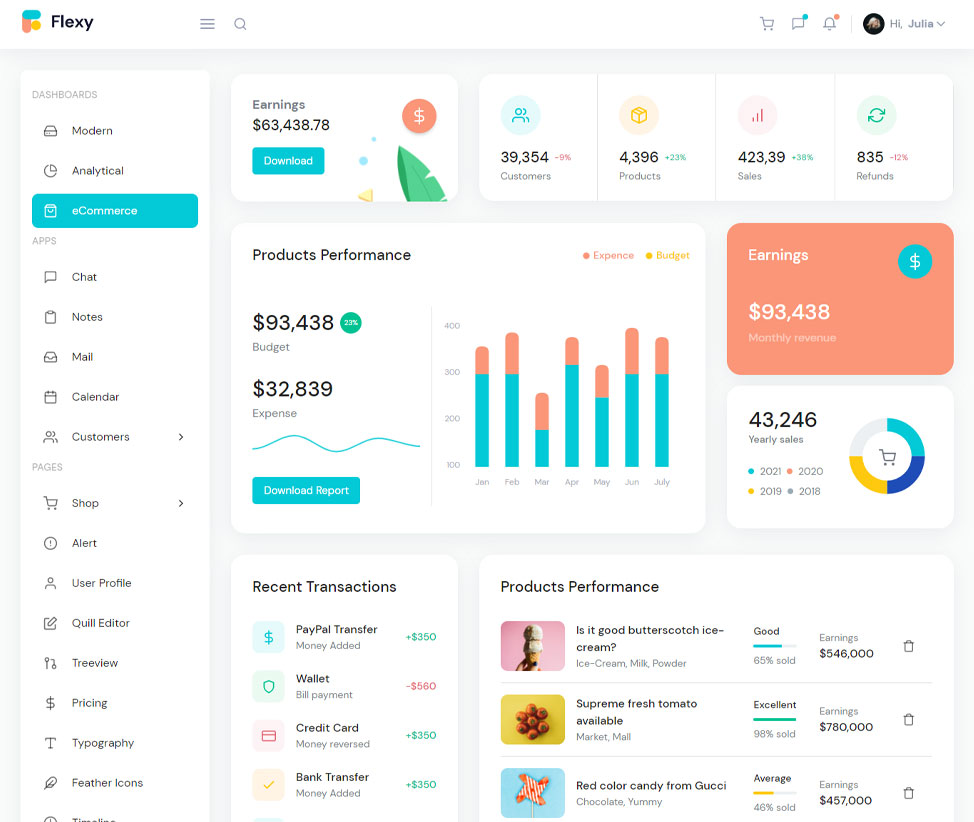 Flexy
Hi, Julia
DASHBOARDS
Modern
Analytical
eCommerce
APPS
Chat
Notes
Mail
Calendar
Customers
PAGES
Shop
Alert
User Profile
Quill Editor
Treeview
Pricing
Typography
Feather Icons
Timeline
Earnings
$63,438.78
Download
$
39,354 -9%
Customers
4,396 +23%
Products
423,39 +38%
Sales
835 -12%
Refunds
Products Performance
Expence Budget
$93,438 23%
Budget
$32,839
Expense
Download Report
400
300
200
100
Jan Feb Mar Apr May Jun July
Earnings
$
$93,438
Monthly revenue
43,246
Yearly sales
2021 2020
2019 2018
Recent Transactions
PayPal Transfer
Money Added
+$350
Wallet
Bill payment
-$560
Credit Card
Money reversed
+$350
Bank Transfer
Money Added
+$350
Products Performance
Is it good butterscotch ice-
cream?
Ice-Cream, Milk, Powder
Good
65% sold
Earnings
$546,000
Supreme fresh tomato
available
Market, Mall
Excellent
98% sold
Earnings
$780,000
Red color candy from Gucci
Chocolate, Yummy
Average
46% sold
Earnings
$457,000